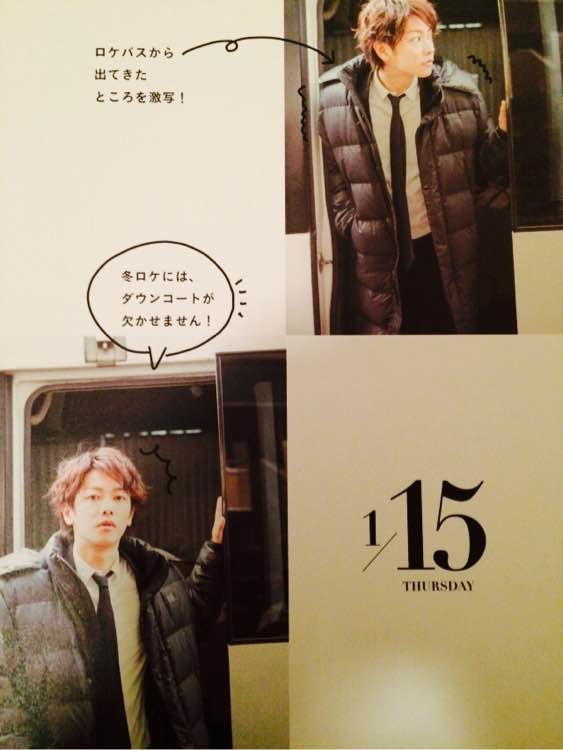 ロケバスから
出てきた
ところを激写！
冬ロケには、
ダウンコートが
欠かせません！
1/15
THURSDAY